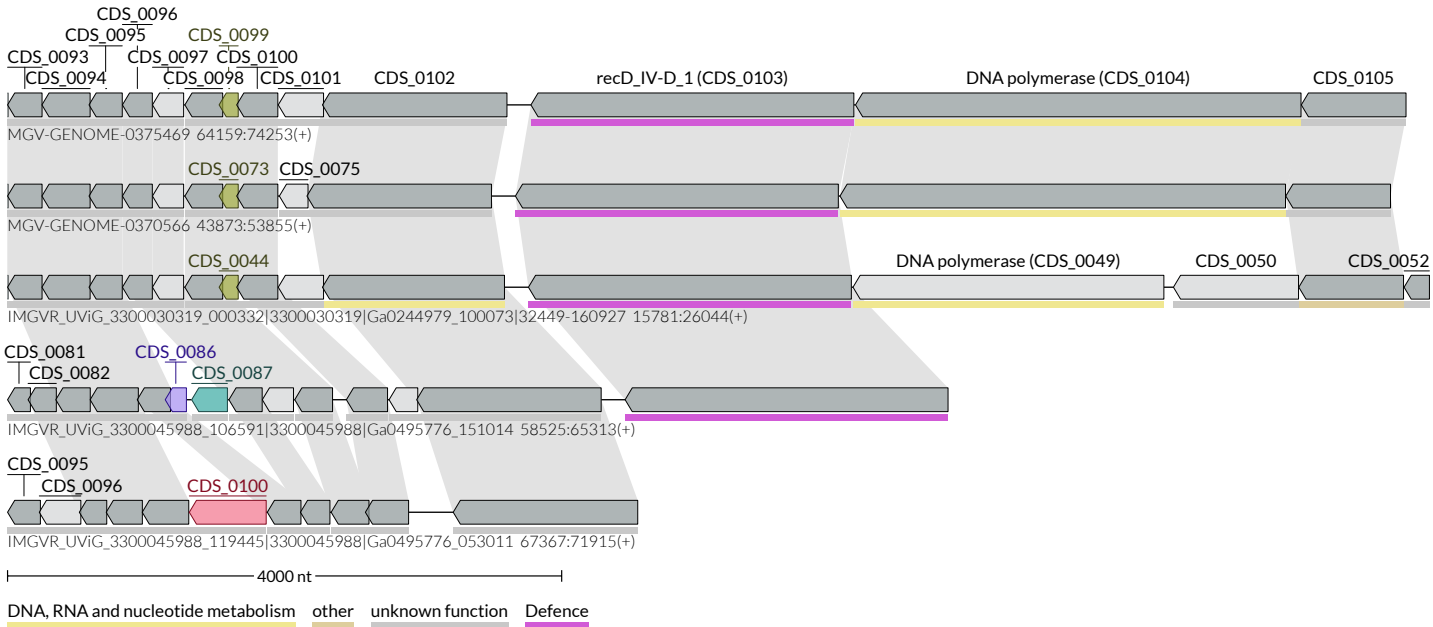 CDS_0096
CDS_0095 CDS_0099
CDS_0093 CDS_0097 CDS_0100
CDS_0094 CDS_0098 CDS_0101 CDS_0102 recD_IV-D_1 (CDS_0103) DNA polymerase (CDS_0104) CDS_0105
MGV-GENOME-0375469 64159:74253(+)
CDS_0073 CDS_0075
MGV-GENOME-0370566 43873:53855(+)
CDS_0044 DNA polymerase (CDS_0049) CDS_0050 CDS_0052
IMGVR_UViG_3300030319_000332|3300030319|Ga0244979_100073|32449-160927 15781:26044(+)
CDS_0081 CDS_0086
CDS_0082 CDS_0087
IMGVR_UViG_3300045988_106591|3300045988|Ga0495776_151014 58525:65313(+)
CDS_0095
CDS_0096 CDS_0100
IMGVR_UViG_3300045988_119445|3300045988|Ga0495776_053011 67367:71915(+)
4000 nt
DNA, RNA and nucleotide metabolism other unknown function Defence